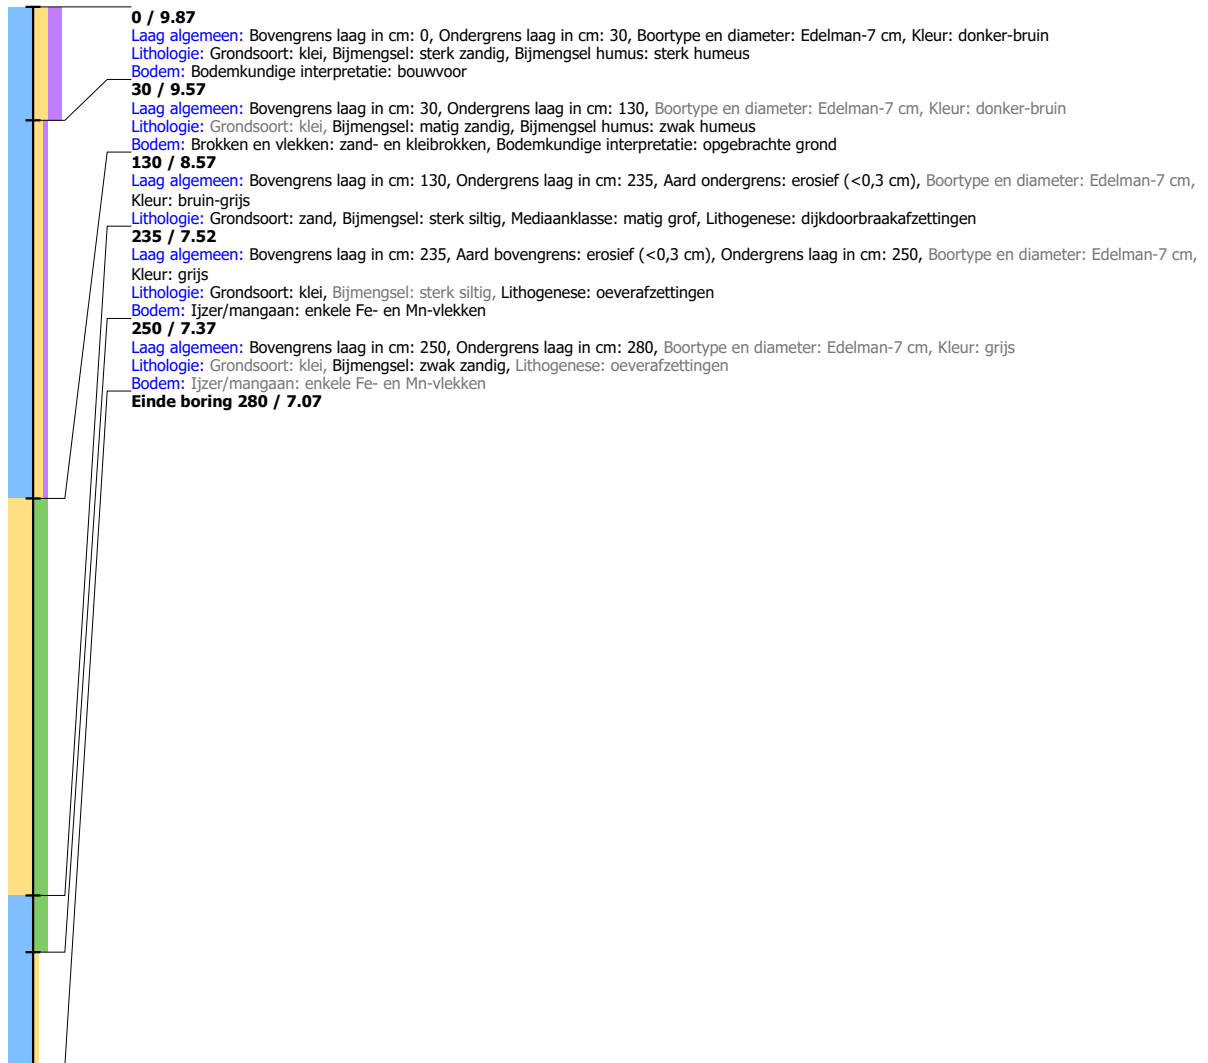 0 / 9.87
Laag algemeen: Bovengrens laag in cm: 0, Ondergrens laag in cm: 30, Boortype en diameter: Edelman-7 cm, Kleur: donker-bruin
Lithologie: Grondsoort: klei, Bijmengsel: sterk zandig, Bijmengsel humus: sterk humeus
Bodem: Bodemkundige interpretatie: bouwvoor
30 / 9.57
Laag algemeen: Bovengrens laag in cm: 30, Ondergrens laag in cm: 130, Boortype en diameter: Edelman-7 cm, Kleur: donker-bruin
Lithologie: Grondsoort: klei, Bijmengsel: matig zandig, Bijmengsel humus: zwak humeus
Bodem: Brokken en vlekken: zand- en kleibrokken, Bodemkundige interpretatie: opgebrachte grond
130 / 8.57
Laag algemeen: Bovengrens laag in cm: 130, Ondergrens laag in cm: 235, Aard ondergrens: erosief (<0,3 cm), Boortype en diameter: Edelman-7 cm,
Kleur: bruin-grijs
Lithologie: Grondsoort: zand, Bijmengsel: sterk siltig, Mediaanklasse: matig grof, Lithogenese: dijkdoorbraakafzettingen
235 / 7.52
Laag algemeen: Bovengrens laag in cm: 235, Aard bovengrens: erosief (<0,3 cm), Ondergrens laag in cm: 250, Boortype en diameter: Edelman-7 cm,
Kleur: grijs
Lithologie: Grondsoort: klei, Bijmengsel: sterk siltig, Lithogenese: oeverafzettingen
Bodem: Ijzer/mangaan: enkele Fe- en Mn-vlekken
250 / 7.37
Laag algemeen: Bovengrens laag in cm: 250, Ondergrens laag in cm: 280, Boortype en diameter: Edelman-7 cm, Kleur: grijs
Lithologie: Grondsoort: klei, Bijmengsel: zwak zandig, Lithogenese: oeverafzettingen
Bodem: Ijzer/mangaan: enkele Fe- en Mn-vlekken
Einde boring 280 / 7.07